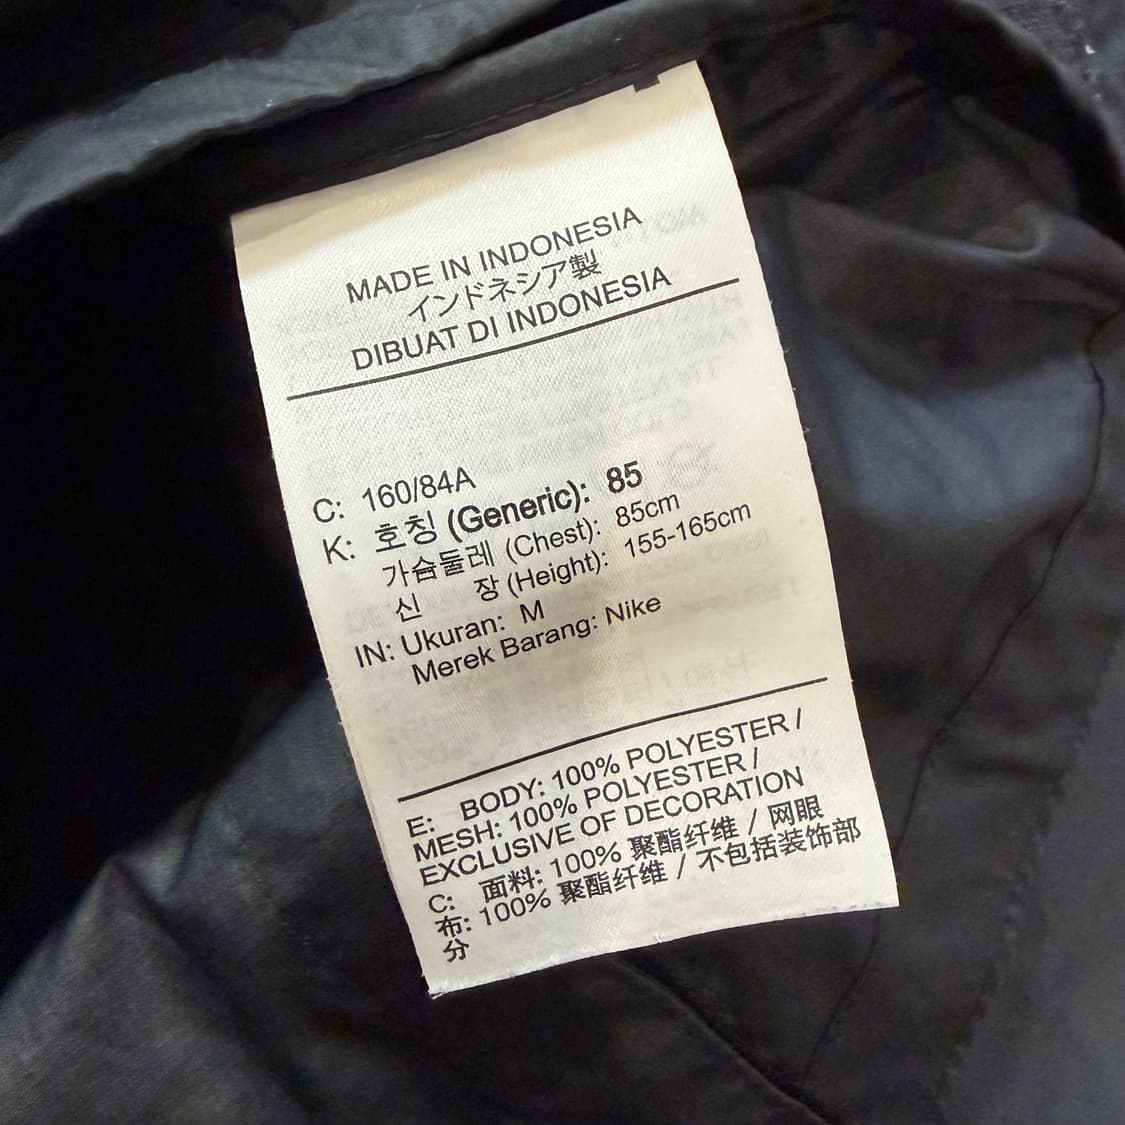 MADE IN INDONESIA
インドネシア製
DIBUAT DI INDONESIA
C: 160/84A
K: 호칭 (Generic): 85
가슴둘레 (Chest): 85cm
신 장 (Height): 155-165cm
IN: Ukuran: M
Merek Barang: Nike
E: BODY: 100% POLYESTER /
MESH: 100% POLYESTER /
EXCLUSIVE OF DECORATION
C: 面料: 100% 聚酯纤维 / 网眼
布: 100% 聚酯纤维 / 不包括装饰部
分